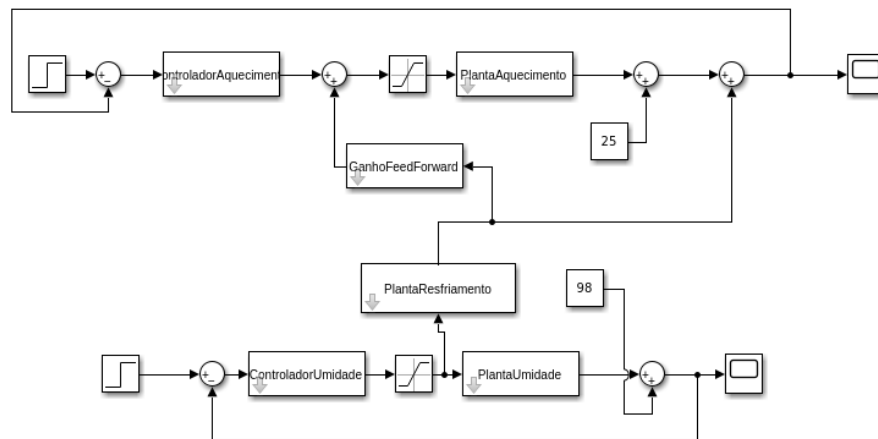 ontroladorAquecimen
PlantaAquecimento
25
GanhoFeedForward
PlantaResfriamento
98
ControladorUmidade
PlantaUmidade